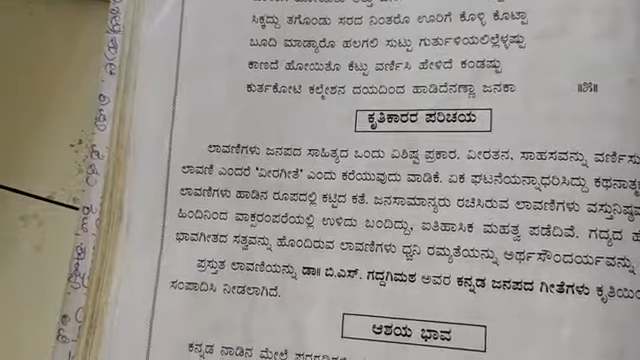 ಸಿಕ್ಕದ್ದು ತಗೊಂಡು ಸರದ ನಿಂತರೊ ಊರಿಗೆ ಕೊಳ್ಳಿ ಕೊಟ್ಟಾ
ಬೂದಿ ಮಾಡ್ಯಾರೊ ಹಲಗಲಿ ಸುಟ್ಟು ಗುರ್ತುಳಿಯಲಿಲ್ಲೆಳ್ಳಷ್ಟು
ಕಾಣದೆ ಹೋಯಿತೊ ಕೆಟ್ಟು ವರ್ಣಿಸಿ ಹೇಳಿದೆ ಕಂಡಷ್ಟು
ಕುರ್ತಕೋಟಿ ಕಲ್ಮೇಶನ ದಯದಿಂದ ಹಾಡಿದೆನಣ್ಣಾ ಜನಕಾ
ಕೃತಿಕಾರರ ಪರಿಚಯ
ಲಾವಣಿಗಳು ಜನಪದ ಸಾಹಿತ್ಯದ ಒಂದು ವಿಶಿಷ್ಟ ಪ್ರಕಾರ. ವೀರತನ, ಸಾಹಸವನ್ನು
ಲಾವಣಿ ಎಂದರೆ 'ವೀರಗೀತೆ' ಎಂದು ಕರೆಯುವುದು ವಾಡಿಕೆ. ಏಕ ಘಟನೆಯನ್ನಾಧರಿಸಿದ್ದು
ಲಾವಣಿಗಳು ಹಾಡಿನ ರೂಪದಲ್ಲಿ ಕಟ್ಟಿದ ಕತೆ. ಜನಸಾಮಾನ್ಯರು ರಚಿಸಿರುವ ಲಾವಣಿಗಳು
ಹಿಂದಿನಿಂದ ವಾಕ್ಪರಂಪರೆಯಲ್ಲಿ ಉಳಿದು ಬಂದಿದ್ದು, ಐತಿಹಾಸಿಕ ಮಹತ್ವ ಪಡೆದಿವೆ. ಗದ್ಯದ
ಭಾವಗೀತದ ಸತ್ವವನ್ನು ಹೊಂದಿರುವ ಲಾವಣಿಗಳು ಧ್ವನಿ ರಮ್ಯತೆಯನ್ನು ಅರ್ಥಸೌಂದರ್ಯವನ್ನು
ಪ್ರಸ್ತುತ ಲಾವಣಿಯನ್ನು ಡಾ|| ಬಿ.ಎಸ್. ಗದ್ದಗಿಮಠ ಅವರ ಕನ್ನಡ ಜನಪದ ಗೀತೆಗಳು
ಸಂಪಾದಿಸಿ ನೀಡಲಾಗಿದೆ.
ಆಶಯ ಭಾವ
ಕನ್ನಡ ನಾಡಿನ ಮೇಲೆ